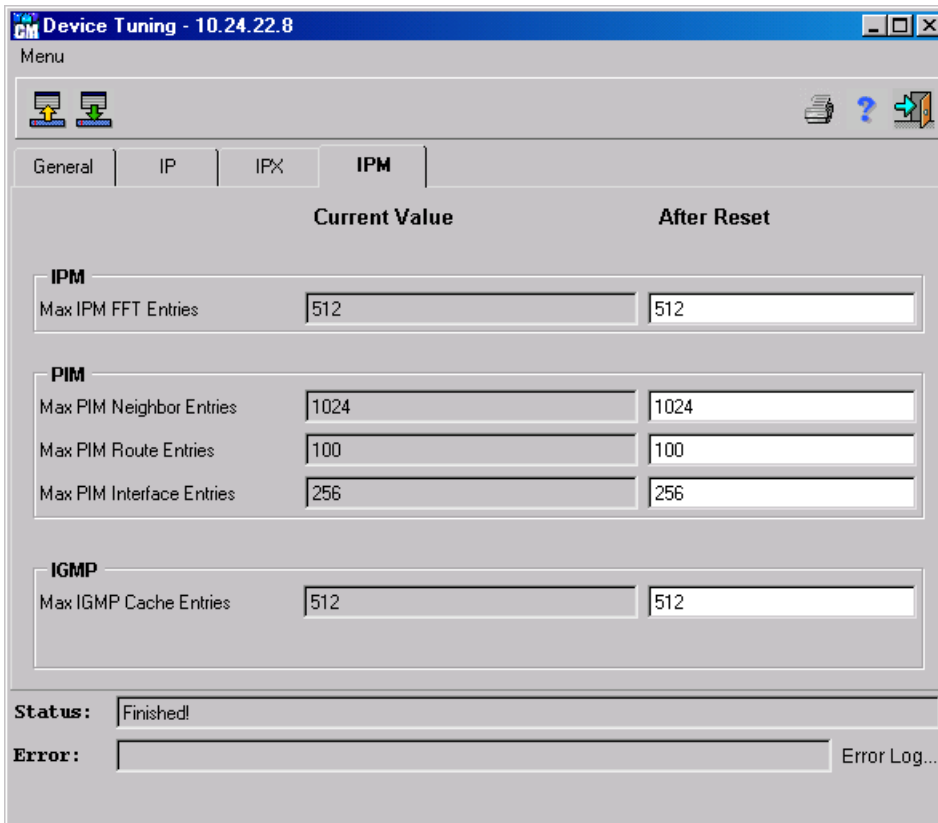 GM Device Tuning - 10.24.22.8
Menu
?
General IP IPX IPM
Current Value After Reset
IPM
Max IPM FFT Entries 512 512
PIM
Max PIM Neighbor Entries 1024 1024
Max PIM Route Entries 100 100
Max PIM Interface Entries 256 256
IGMP
Max IGMP Cache Entries 512 512
Status: Finished!
Error: Error Log...